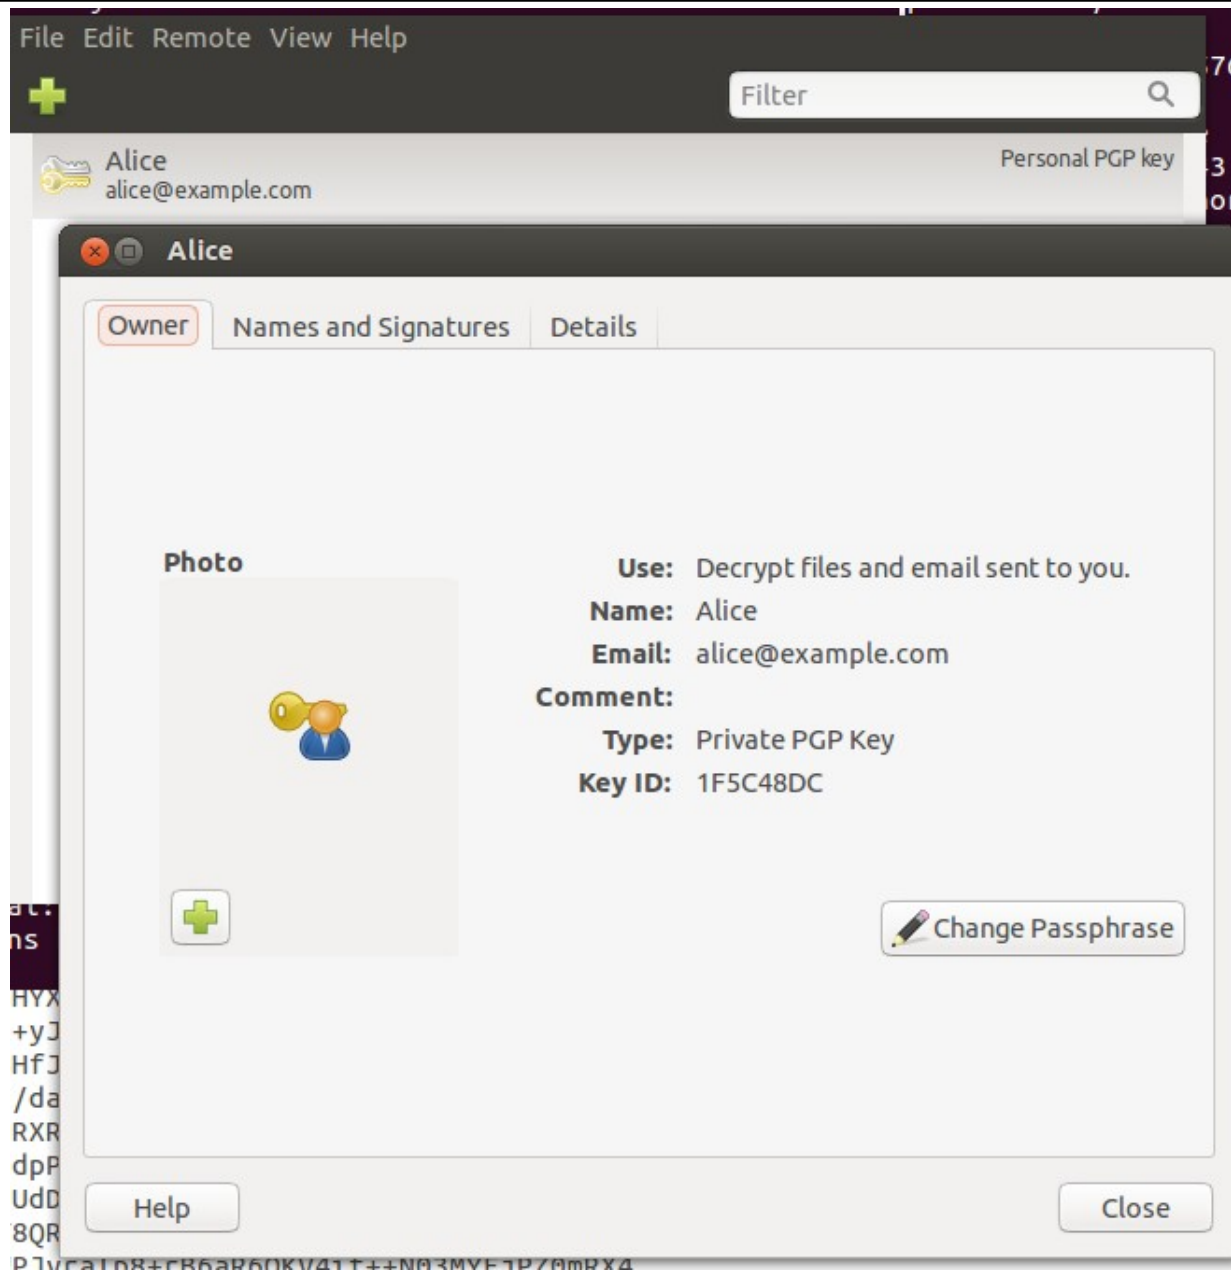 File Edit Remote View Help
Filter
Alice
Personal PGP key
alice@example.com
Alice
Owner Names and Signatures Details
Photo
Use: Decrypt files and email sent to you.
Name: Alice
Email: alice@example.com
Comment:
Type: Private PGP Key
Key ID: 1F5C48DC
Change Passphrase
ns
HYX
+yJ
HfJ
/da
RXR
dpP
UdD
8QR
Help
Close